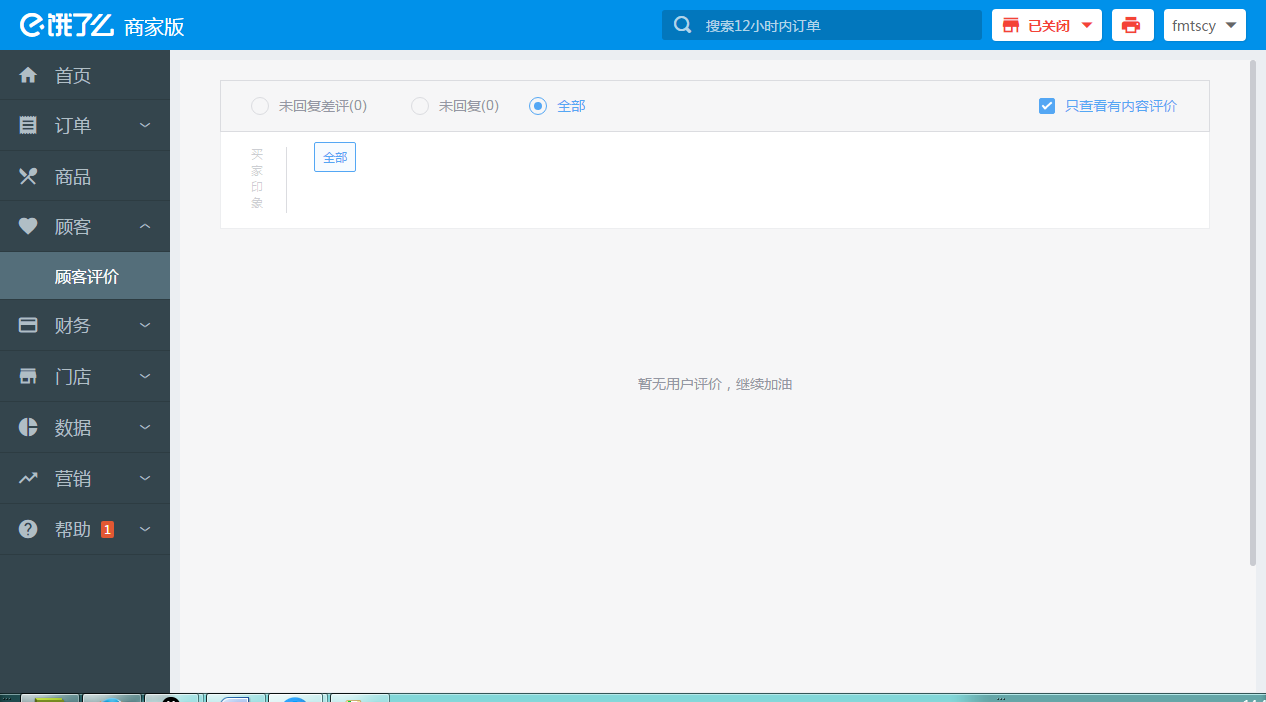 饿了么 商家版
搜索12小时内订单
已关闭
fmtscy
首页
订单
商品
顾客
顾客评价
财务
门店
数据
营销
帮助 1
未回复差评(0) 未回复(0) 全部 只查看有内容评价
买家印象
全部
暂无用户评价，继续加油